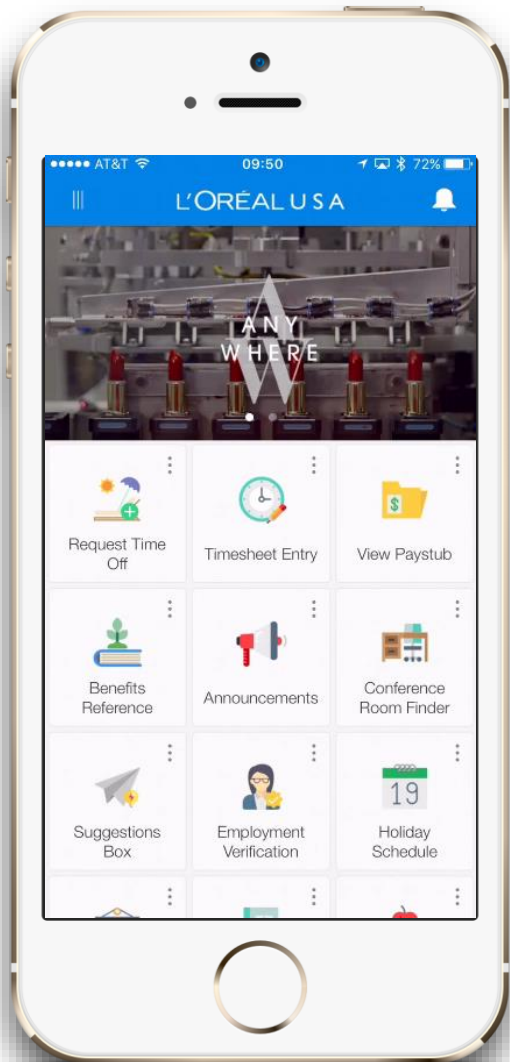 AT&T 09:50 72%
L'ORÉAL USA
ANY
WHERE
Request Time
Off
Timesheet Entry
$
View Paystub
Benefits
Reference
Announcements
Conference
Room Finder
Suggestions
Box
Employment
Verification
19
Holiday
Schedule